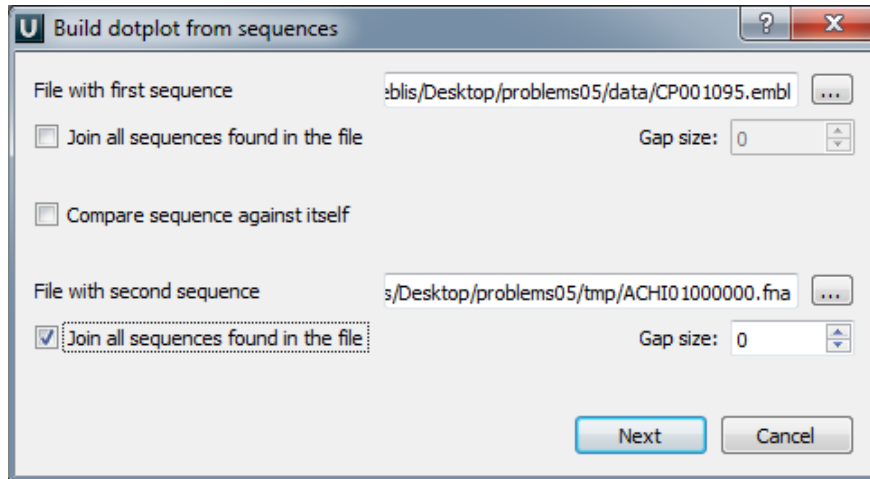 U Build dotplot from sequences ? X
File with first sequence eblis/Desktop/problems05/data/CP001095.embl ...
Join all sequences found in the file Gap size: 0
Compare sequence against itself
File with second sequence s/Desktop/problems05/tmp/ACHI01000000.fna ...
Join all sequences found in the file Gap size: 0
Next Cancel